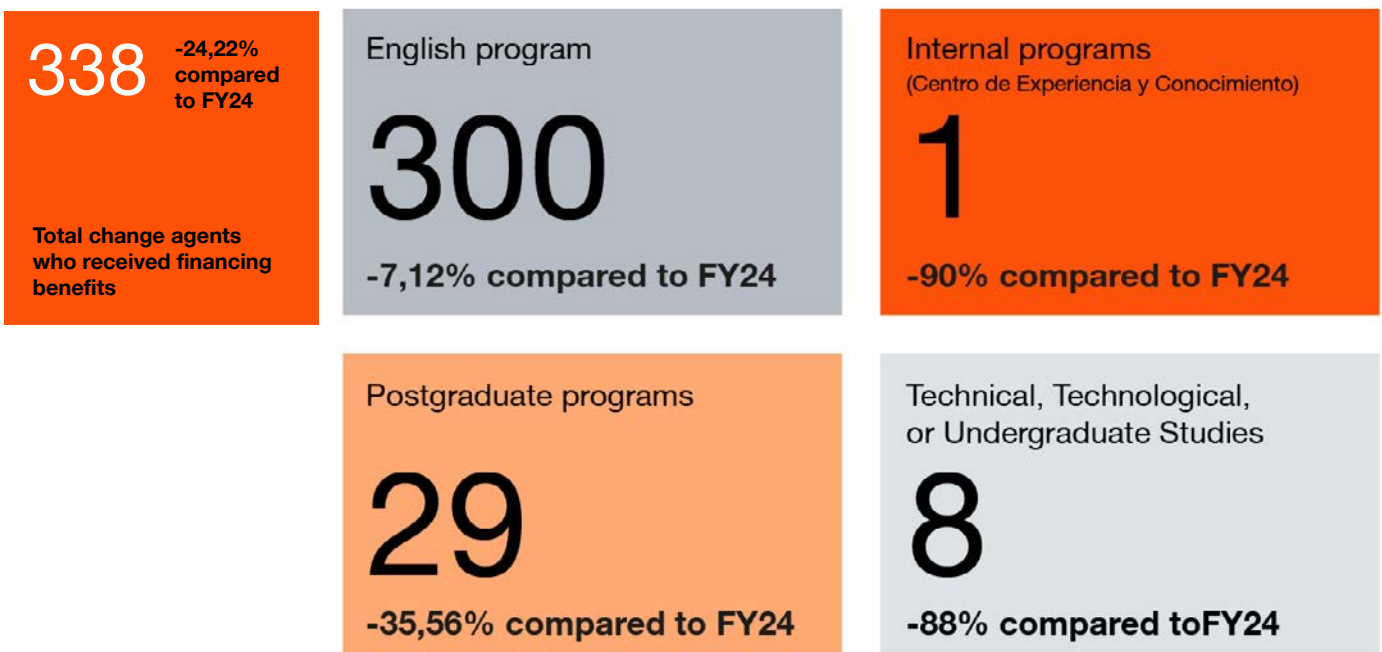 338
-24,22%
compared
to FY24
Total change agents
who received financing
benefits
English program
300
-7,12% compared to FY24
Internal programs
(Centro de Experiencia y Conocimiento)
1
-90% compared to FY24
Postgraduate programs
29
-35,56% compared to FY24
Technical, Technological,
or Undergraduate Studies
8
-88% compared toFY24